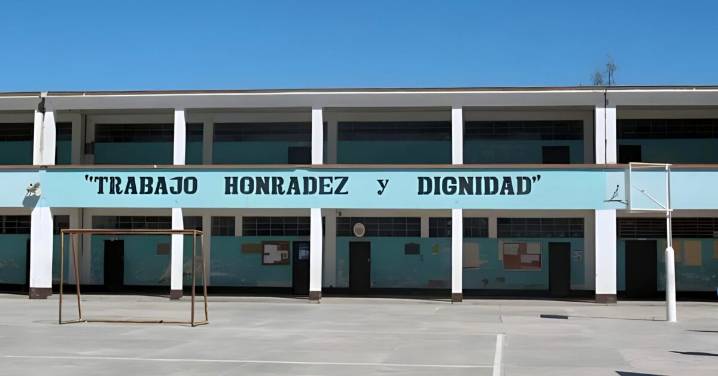 "TRABAJO HONRADEZ y DIGNIDAD"